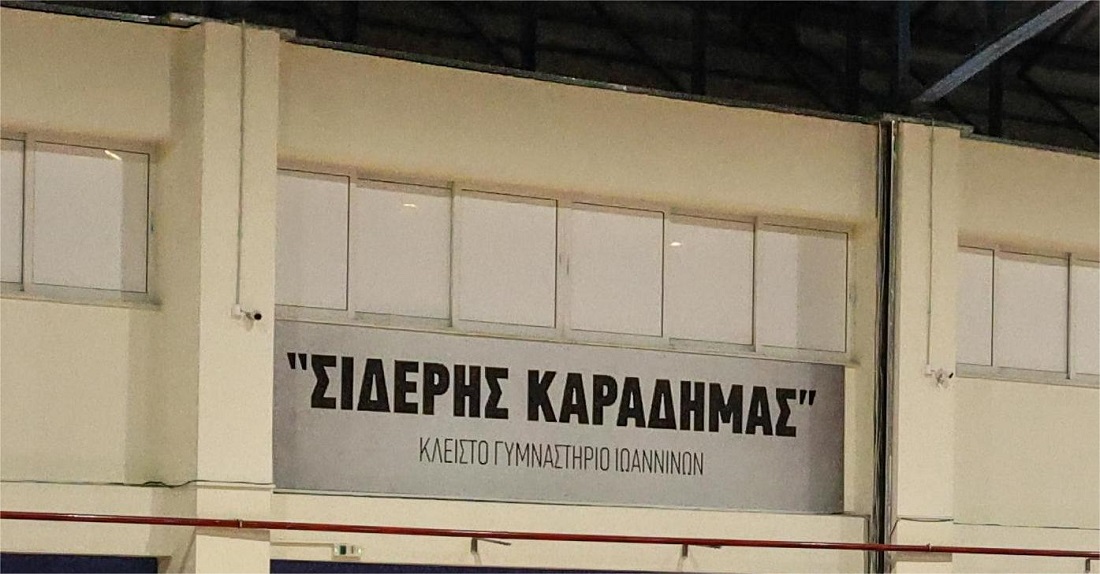 "ΣΙΔΕΡΗΣ ΚΑΡΑΔΗΜΑΣ"
ΚΛΕΙΣΤΟ ΓΥΜΝΑΣΤΗΡΙΟ ΙΩΑΝΝΙΝΩΝ